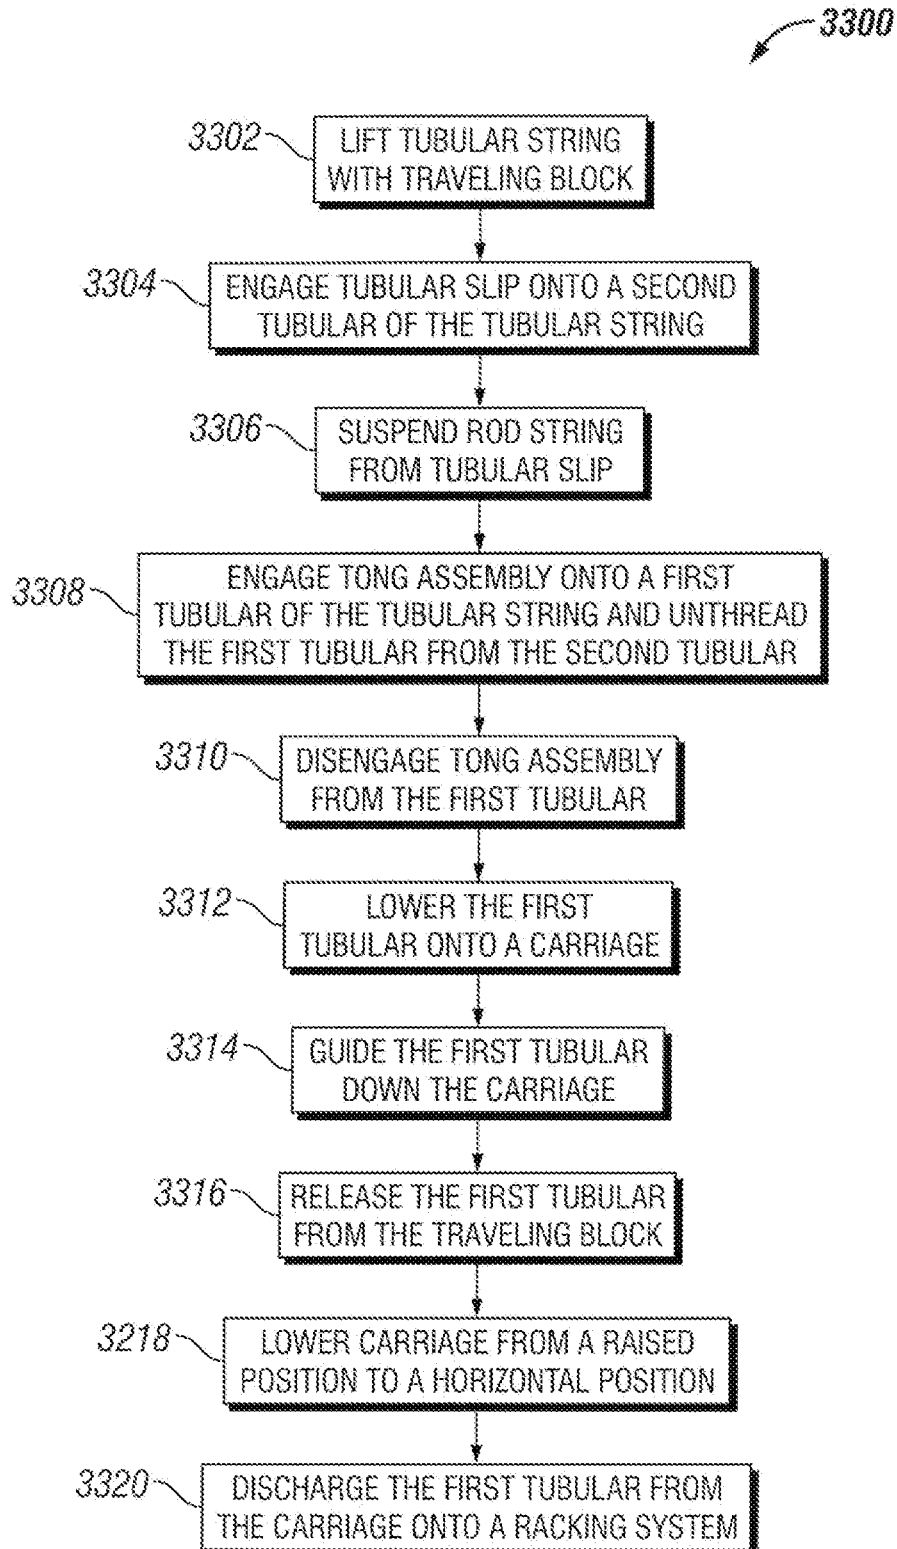 3300
3302
LIFT TUBULAR STRING
WITH TRAVELING BLOCK
3304
ENGAGE TUBULAR SLIP ONTO A SECOND
TUBULAR OF THE TUBULAR STRING
3306
SUSPEND ROD STRING
FROM TUBULAR SLIP
3308
ENGAGE TONG ASSEMBLY ONTO A FIRST
TUBULAR OF THE TUBULAR STRING AND UNTHREAD
THE FIRST TUBULAR FROM THE SECOND TUBULAR
3310
DISENGAGE TONG ASSEMBLY
FROM THE FIRST TUBULAR
3312
LOWER THE FIRST
TUBULAR ONTO A CARRIAGE
3314
GUIDE THE FIRST TUBULAR
DOWN THE CARRIAGE
3316
RELEASE THE FIRST TUBULAR
FROM THE TRAVELING BLOCK
3218
LOWER CARRIAGE FROM A RAISED
POSITION TO A HORIZONTAL POSITION
3320
DISCHARGE THE FIRST TUBULAR FROM
THE CARRIAGE ONTO A RACKING SYSTEM